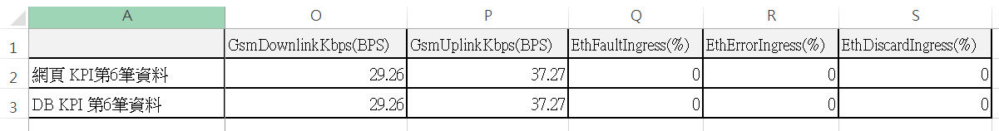 A O P Q R S
1 GsmDownlinkKbps(BPS) GsmUplinkKbps(BPS) EthFaultIngress(%) EthErrorIngress(%) EthDiscardIngress(%)
2 網頁 KPI第6筆資料 29.26 37.27 0 0 0
3 DB KPI 第6筆資料 29.26 37.27 0 0 0